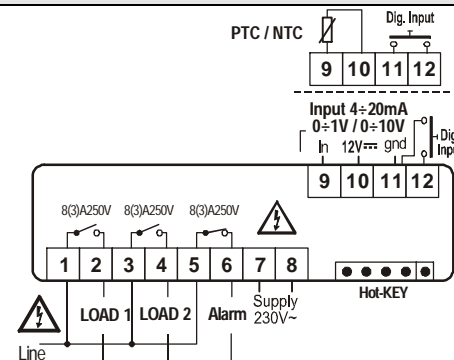 PTC / NTC
Dig. Input
9 10 11 12
Input 4÷20mA
0÷1V / 0÷10V
In 12V gnd
Dig
Inpu
9 10 11 12
8(3)A250V 8(3)A250V 8(3)A250V
1 2 3 4 5 6 7 8
Hot-KEY
LOAD 1 LOAD 2 Alarm Supply
230V~
Line